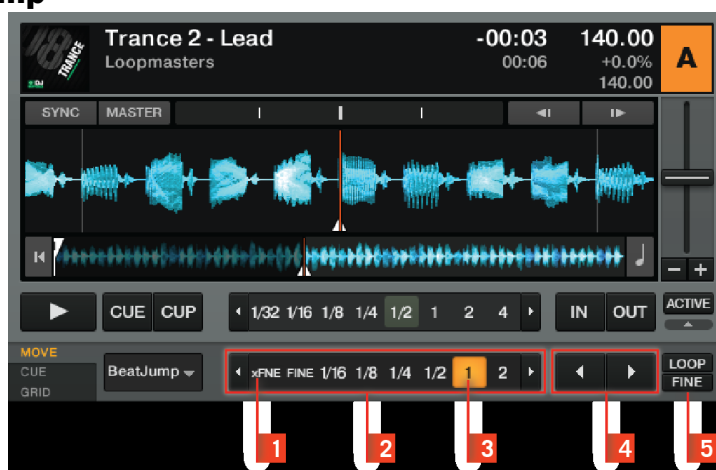 Trance 2 - Lead
Loopmasters
-00:03
00:06
140.00
+0.0%
140.00
A
TRANCE
SYNC MASTER
CUE CUP
1/32 1/16 1/8 1/4 1/2 1 2 4
IN OUT
ACTIVE
MOVE
CUE
GRID
BeatJump
xFNE FINE 1/16 1/8 1/4 1/2 1 2
LOOP
FINE
1 2 3 4 5